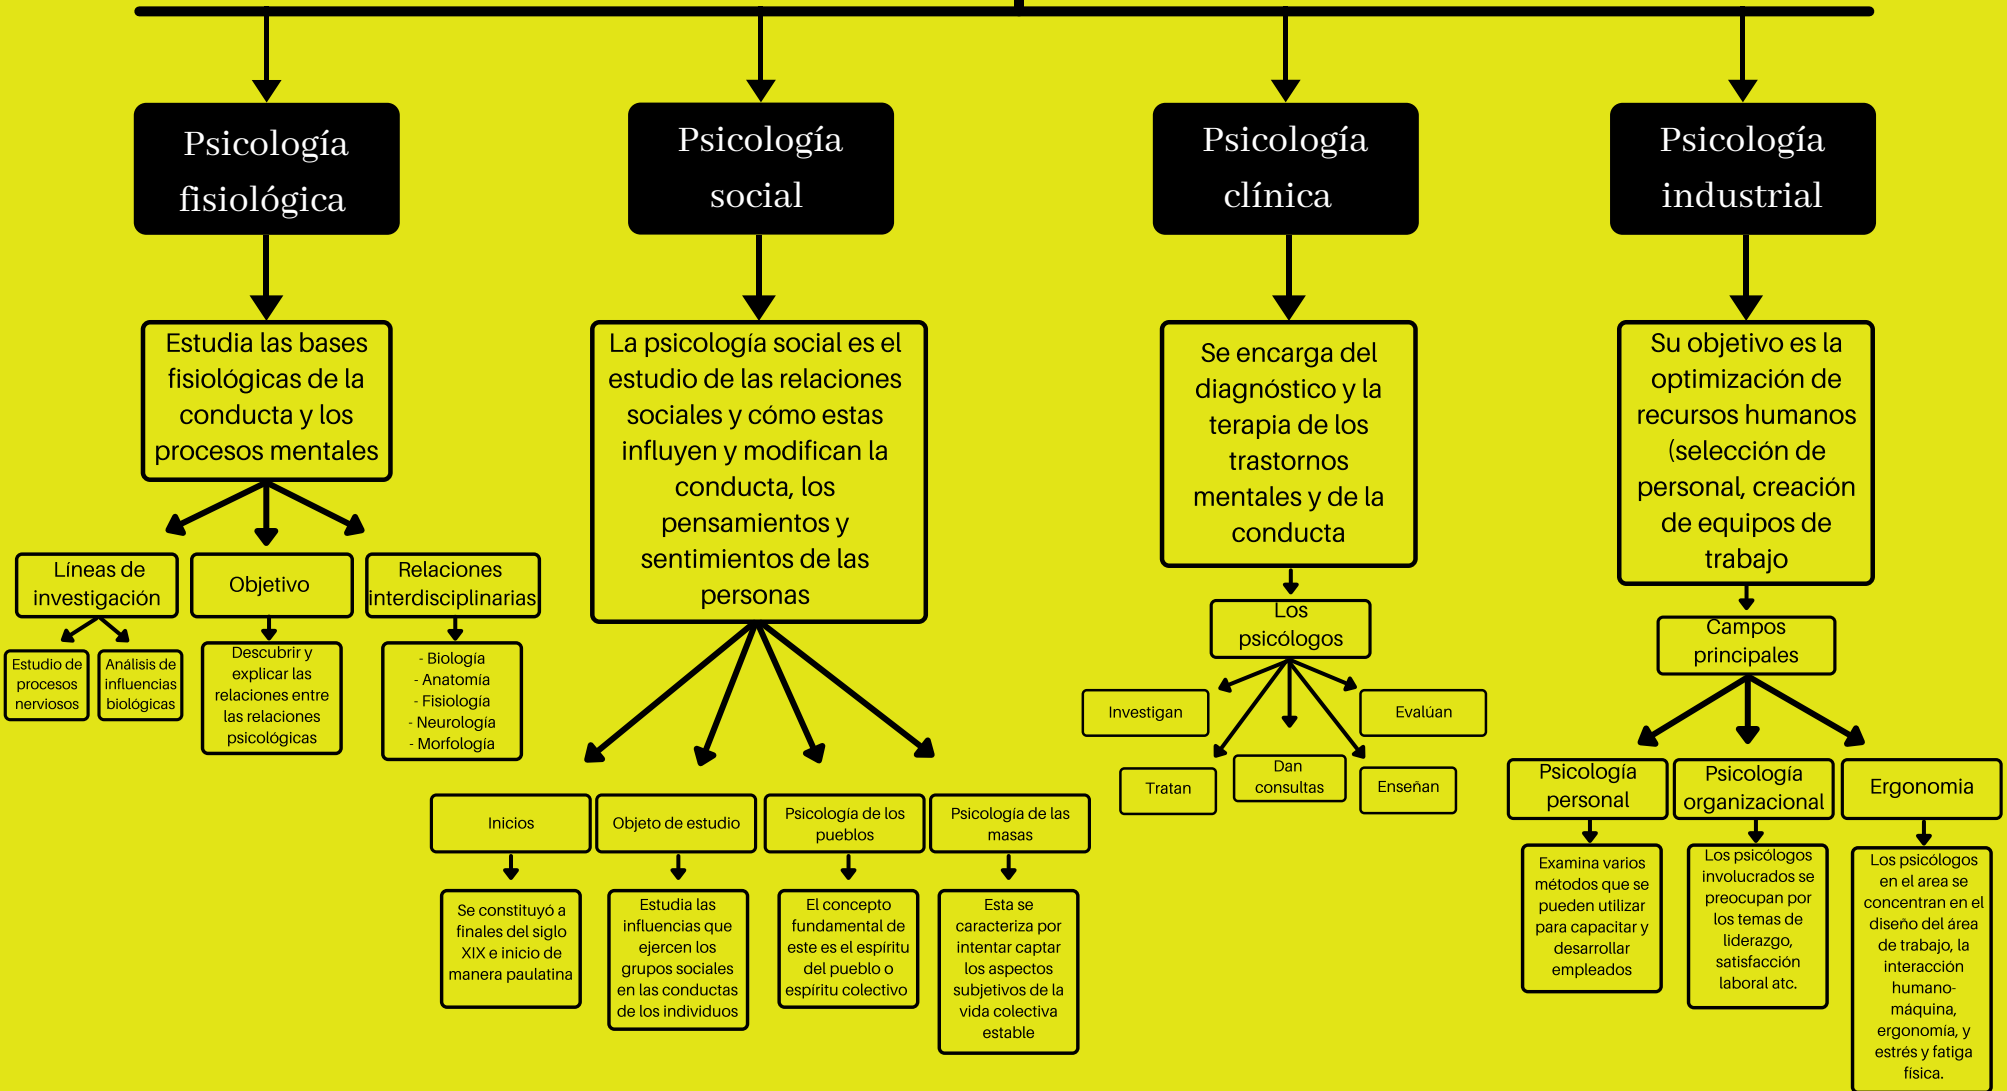 Psicología
fisiológica
Estudia las bases
fisiológicas de la
conducta y los
procesos mentales
Líneas de
investigación
Estudio de
procesos
nerviosos
Análisis de
influencias
biológicas
Objetivo
Descubrir y
explicar las
relaciones entre
las relaciones
psicológicas
Relaciones
interdisciplinarias
- Biología
- Anatomía
- Fisiología
- Neurología
- Morfología
Psicología
social
La psicología social es el
estudio de las relaciones
sociales y cómo estas
influyen y modifican la
conducta, los
pensamientos y
sentimientos de las
personas
Inicios
Se constituyó a
finales del siglo
XIX e inicio de
manera paulatina
Objeto de estudio
Estudia las
influencias que
ejercen los
grupos sociales
en las conductas
de los individuos
Psicología de los
pueblos
El concepto
fundamental de
este es el espíritu
del pueblo o
espíritu colectivo
Psicología de las
masas
Esta se
caracteriza por
intentar captar
los aspectos
subjetivos de la
vida colectiva
estable
Psicología
clínica
Se encarga del
diagnóstico y la
terapia de los
trastornos
mentales y de la
conducta
Los
psicólogos
Investigan
Tratan
Dan
consultas
Enseñan
Evalúan
Psicología
industrial
Su objetivo es la
optimización de
recursos humanos
(selección de
personal, creación
de equipos de
trabajo
Campos
principales
Psicología
personal
Examina varios
métodos que se
pueden utilizar
para capacitar y
desarrollar
empleados
Psicología
organizacional
Los psicólogos
involucrados se
preocupan por
los temas de
liderazgo,
satisfacción
laboral atc.
Ergonomia
Los psicólogos
en el area se
concentran en el
diseño del área
de trabajo, la
interacción
humano-
máquina,
ergonomía, y
estrés y fatiga
física.